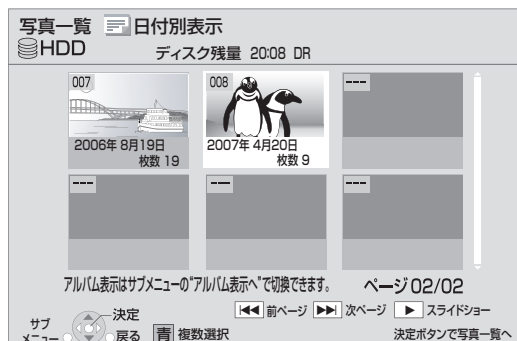 写真一覧 日付別表示
HDD ディスク残量 20:08 DR
007 008 ---
2006年 8月19日 2007年 4月20日
枚数 19 枚数 9
--- --- ---
アルバム表示はサブメニューの“アルバム表示へ”で切換できます。 ページ 02/02
前ページ 次ページ スライドショー
サブ 決定
メニュー 戻る 青 複数選択 決定ボタンで写真一覧へ